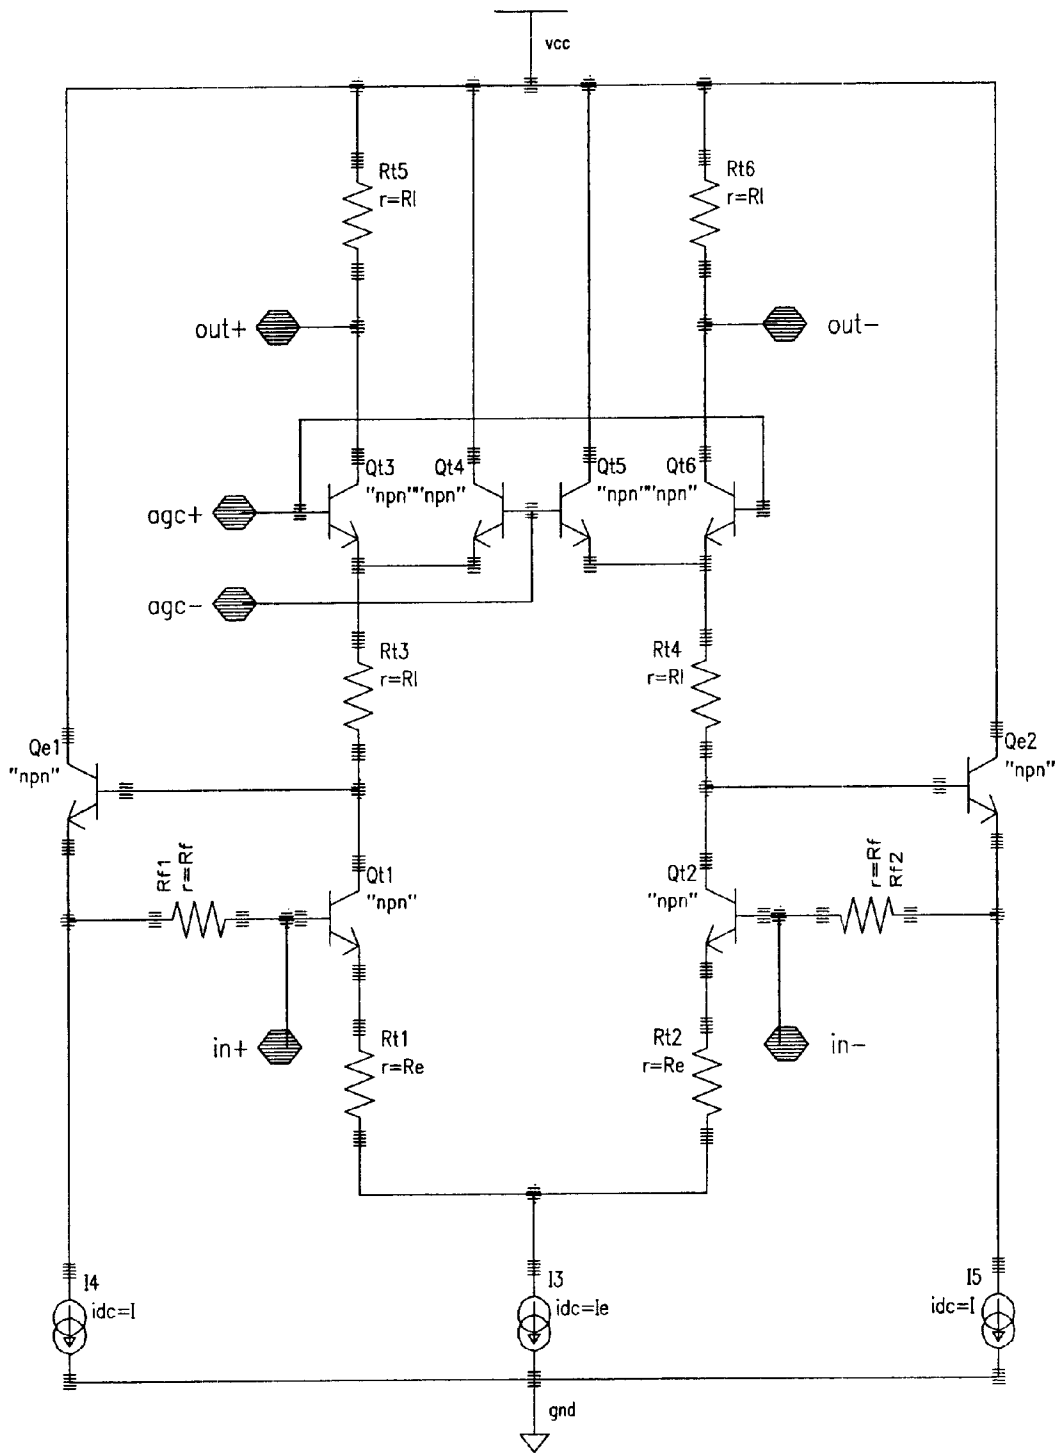 vcc
Rt5
r=Rl
Rt6
r=Rl
out+
out-
Qt3
"npn"
Qt4
"npn"
Qt5
"npn"
Qt6
"npn"
agc+
agc-
Rt3
r=Rl
Rt4
r=Rl
Qe1
"npn"
Qe2
"npn"
Rf1
r=Rf
Qt1
"npn"
Qt2
"npn"
r=Rf
Rf2
in+
Rt1
r=Re
Rt2
r=Re
in-
I4
idc=I
I3
idc=Ie
I5
idc=I
gnd